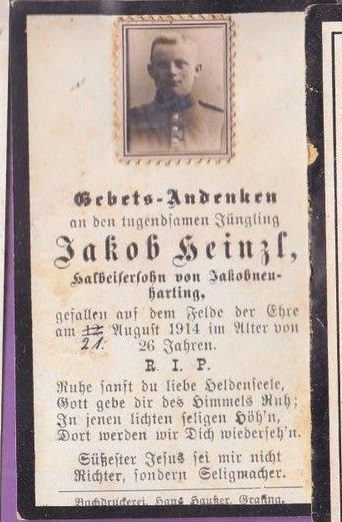 Gebets-Andenken
an den tugendsamen Jüngling
Jakob Heinzl,
Halbeisersohn von Jakobneu-
harting,
gefallen auf dem Felde der Ehre
am 12 August 1914 im Alter von
21.
26 Jahren.
R. I. P.
Ruhe sanft du liebe Heldenseele,
Gott gebe dir des Himmels Ruh;
In jenen lichten seligen Höh'n,
Dort werden wir Dich wiederseh'n.
Süßester Jesus sei mir nicht
Richter, sondern Seligmacher.
Buchdruckerei. Hans Hautzer. Grafing.